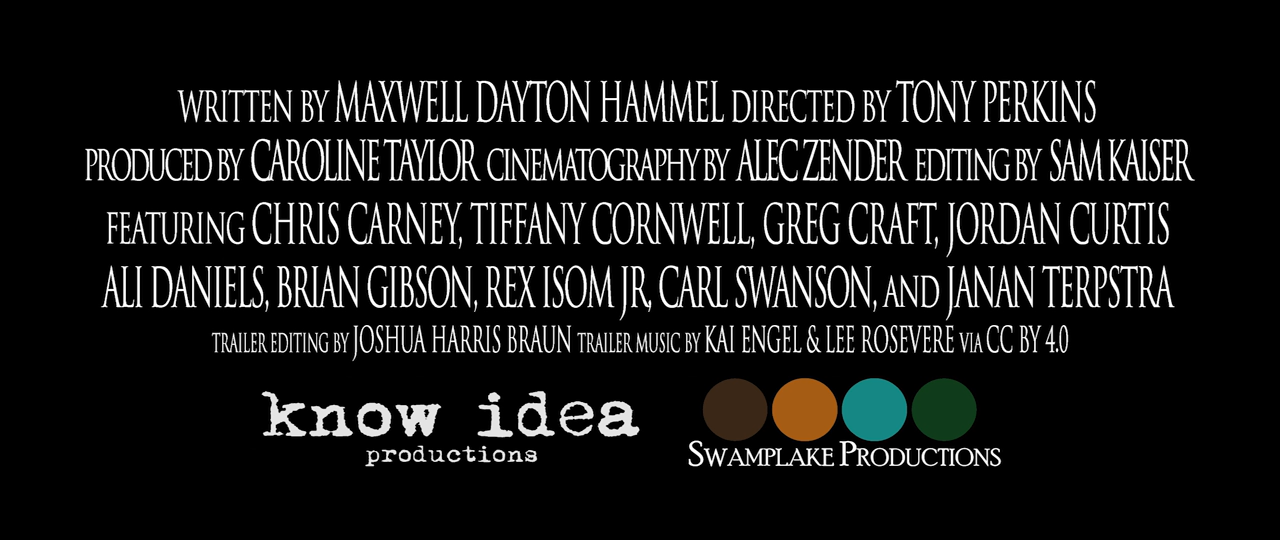 WRITTEN BY MAXWELL DAYTON HAMMEL DIRECTED BY TONY PERKINS
PRODUCED BY CAROLINE TAYLOR CINEMATOGRAPHY BY ALEC ZENDER EDITING BY SAM KAISER
FEATURING CHRIS CARNEY, TIFFANY CORNWELL, GREG CRAFT, JORDAN CURTIS
ALI DANIELS, BRIAN GIBSON, REX ISOM JR, CARL SWANSON, AND JANAN TERPSTRA
TRAILER EDITING BY JOSHUA HARRIS BRAUN TRAILER MUSIC BY KAI ENGEL & LEE ROSEVERE VIA CC BY 4.0
know idea
productions
SWAMPLAKE PRODUCTIONS